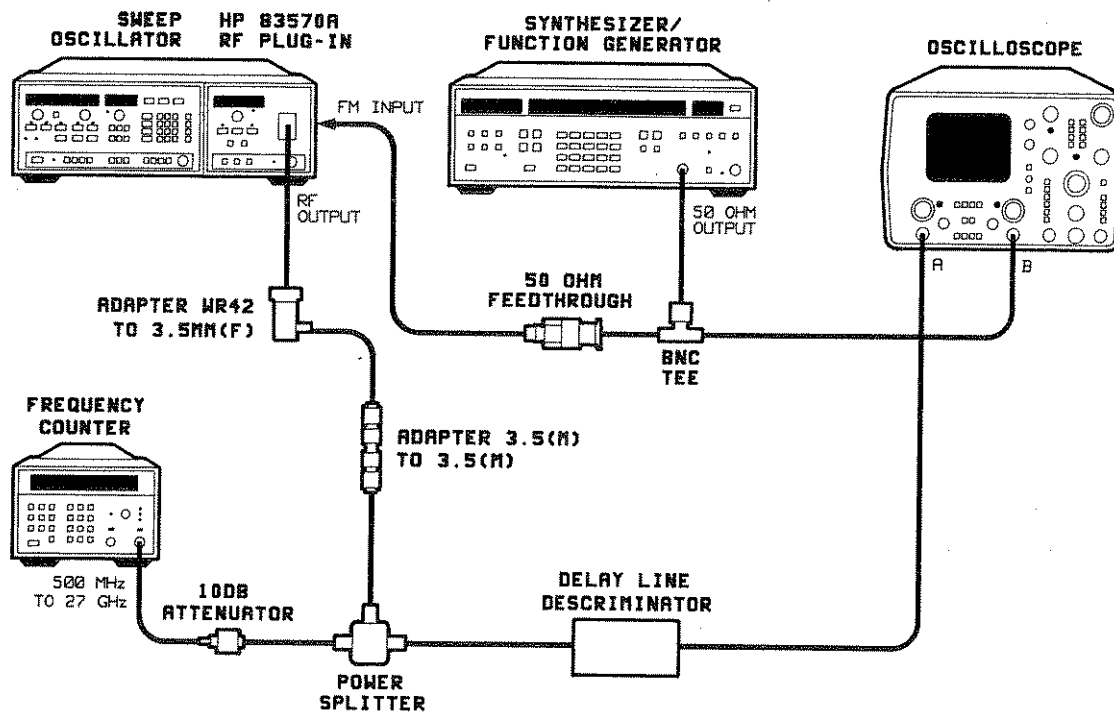 SWEEP
OSCILLATOR
HP 83570A
RF PLUG-IN
SYNTHESIZER/
FUNCTION GENERATOR
OSCILLOSCOPE
FM INPUT
RF
OUTPUT
50 OHM
OUTPUT
A
B
ADAPTER WR42
TO 3.5MM(F)
50 OHM
FEEDTHROUGH
BNC
TEE
FREQUENCY
COUNTER
ADAPTER 3.5(M)
TO 3.5(M)
500 MHz
TO 27 GHz
10DB
ATTENUATOR
DELAY LINE
DESCRIMINATOR
POWER
SPLITTER